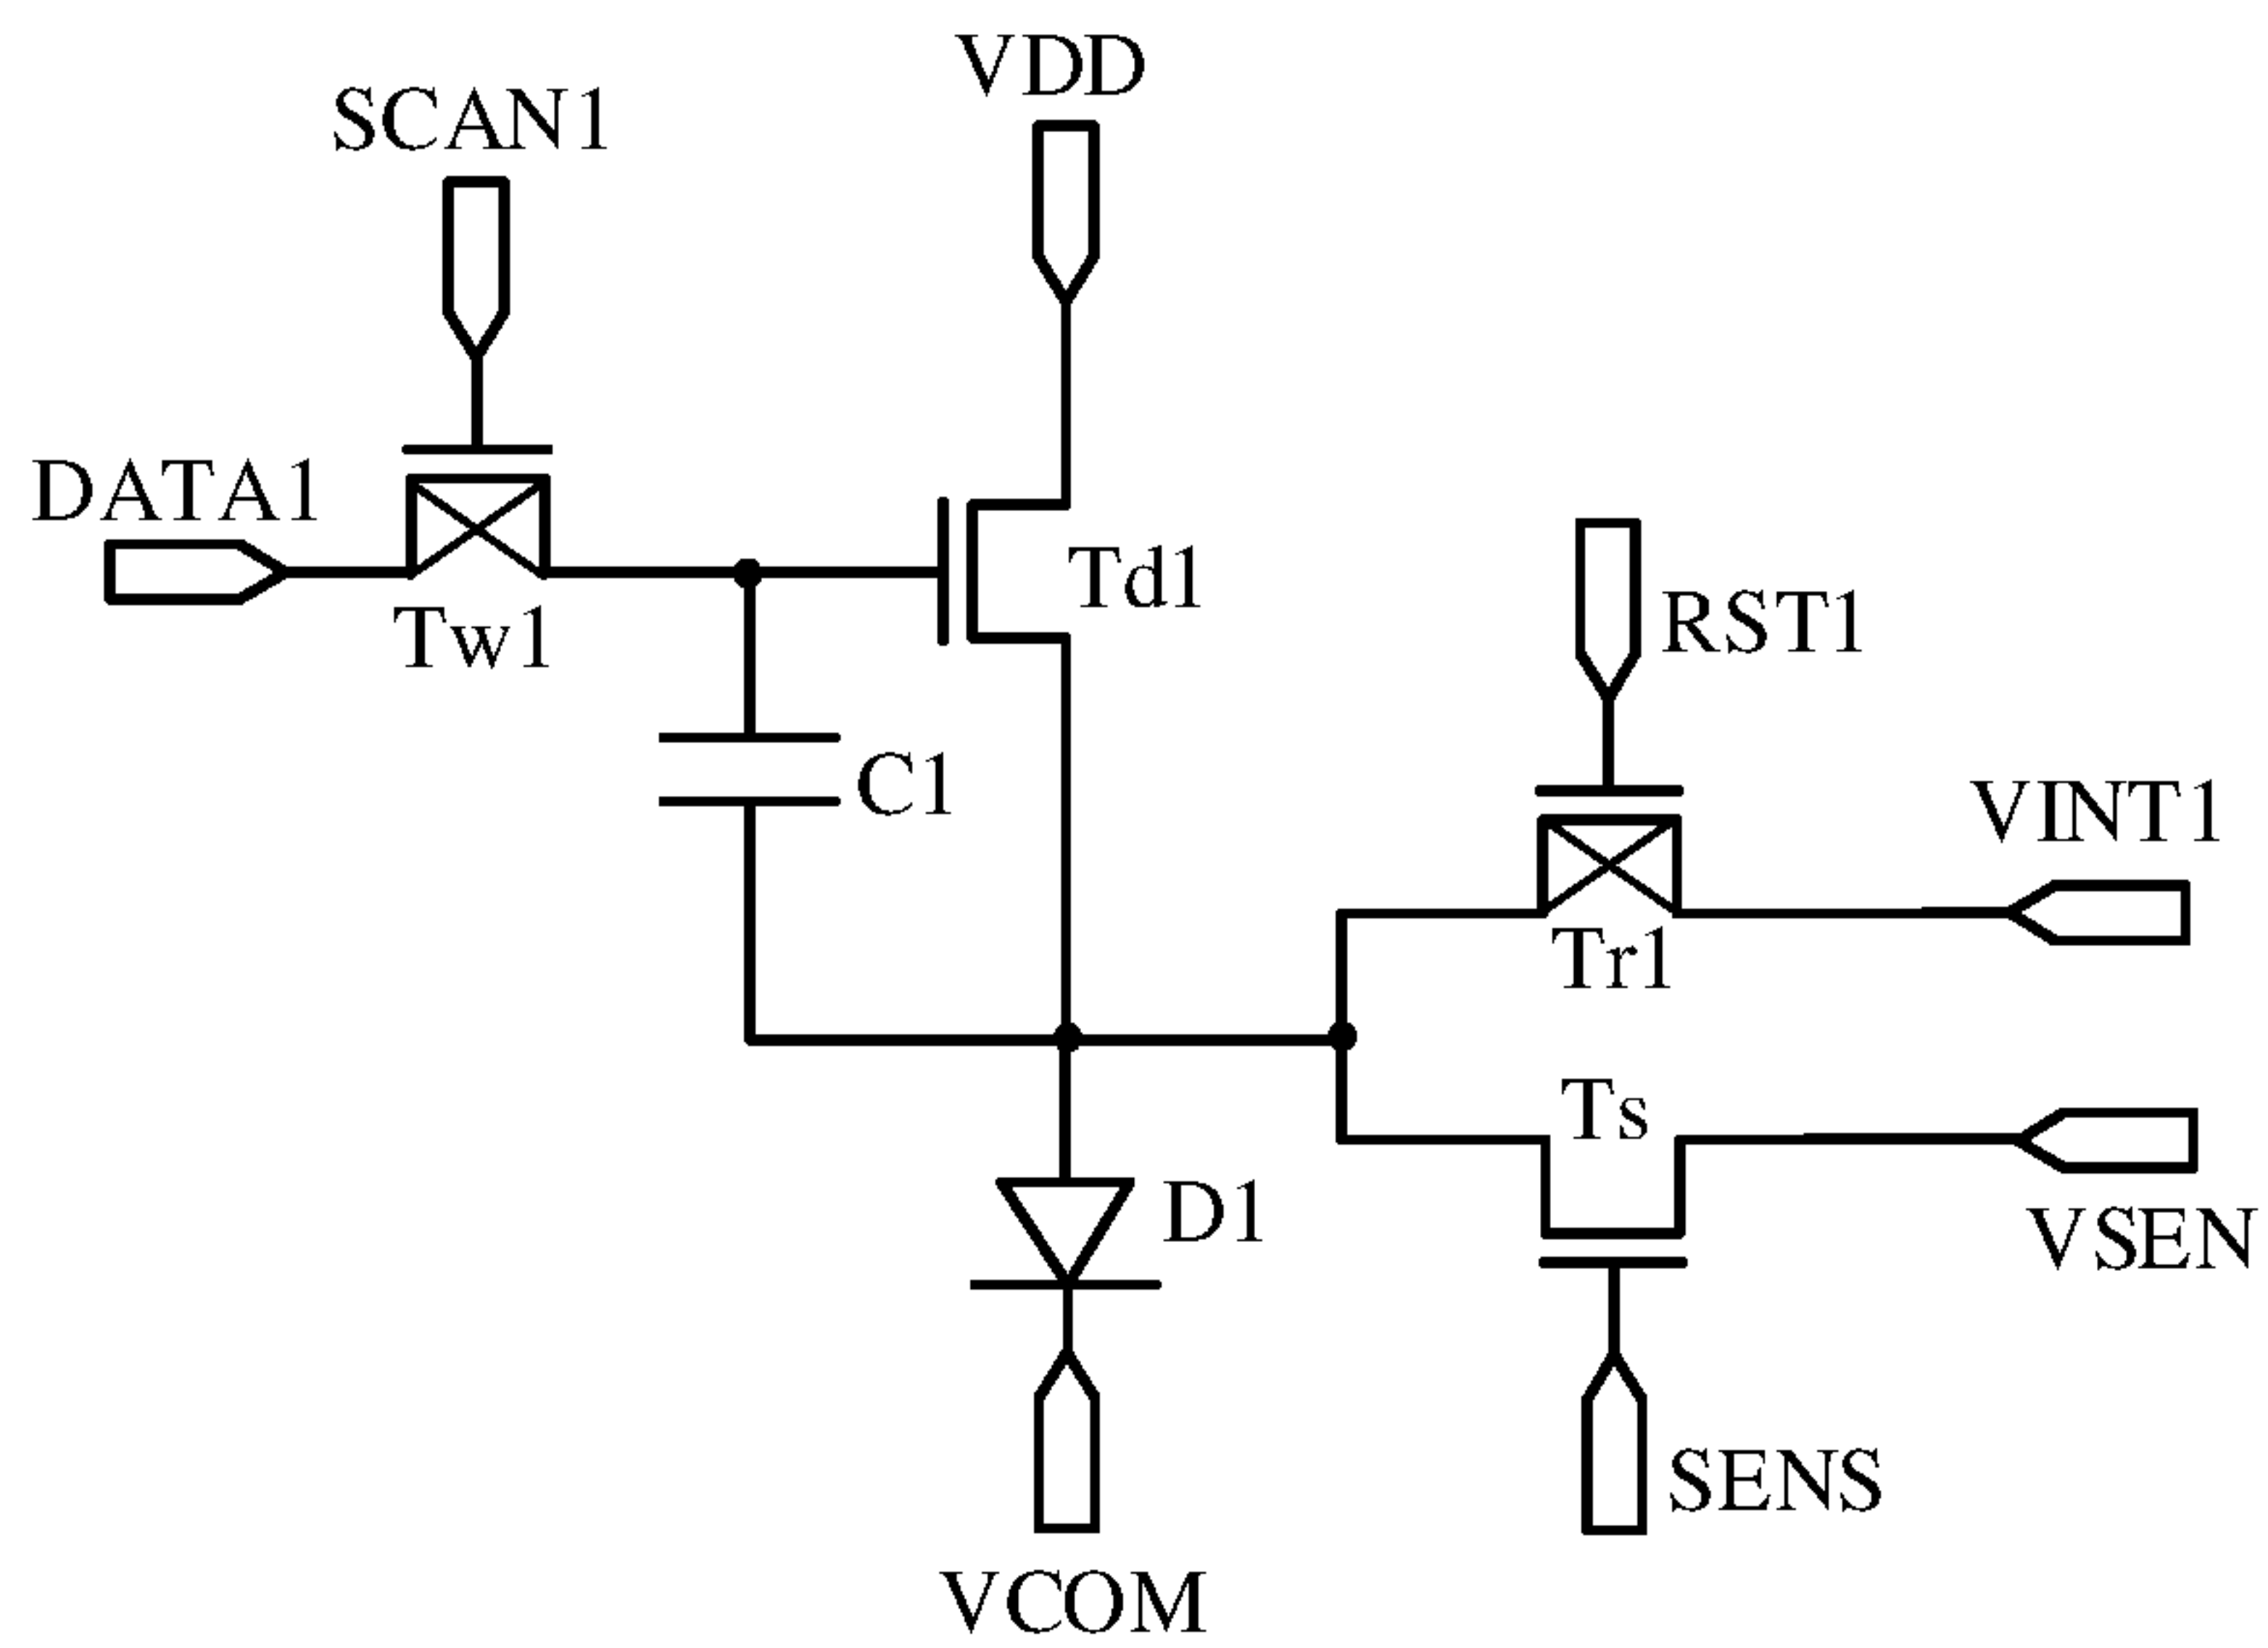 VDD
SCAN1
DATA1
Td1
Tw1
RST1
C1
VINT1
Tr1
Ts
D1
VSEN
SENS
VCOM